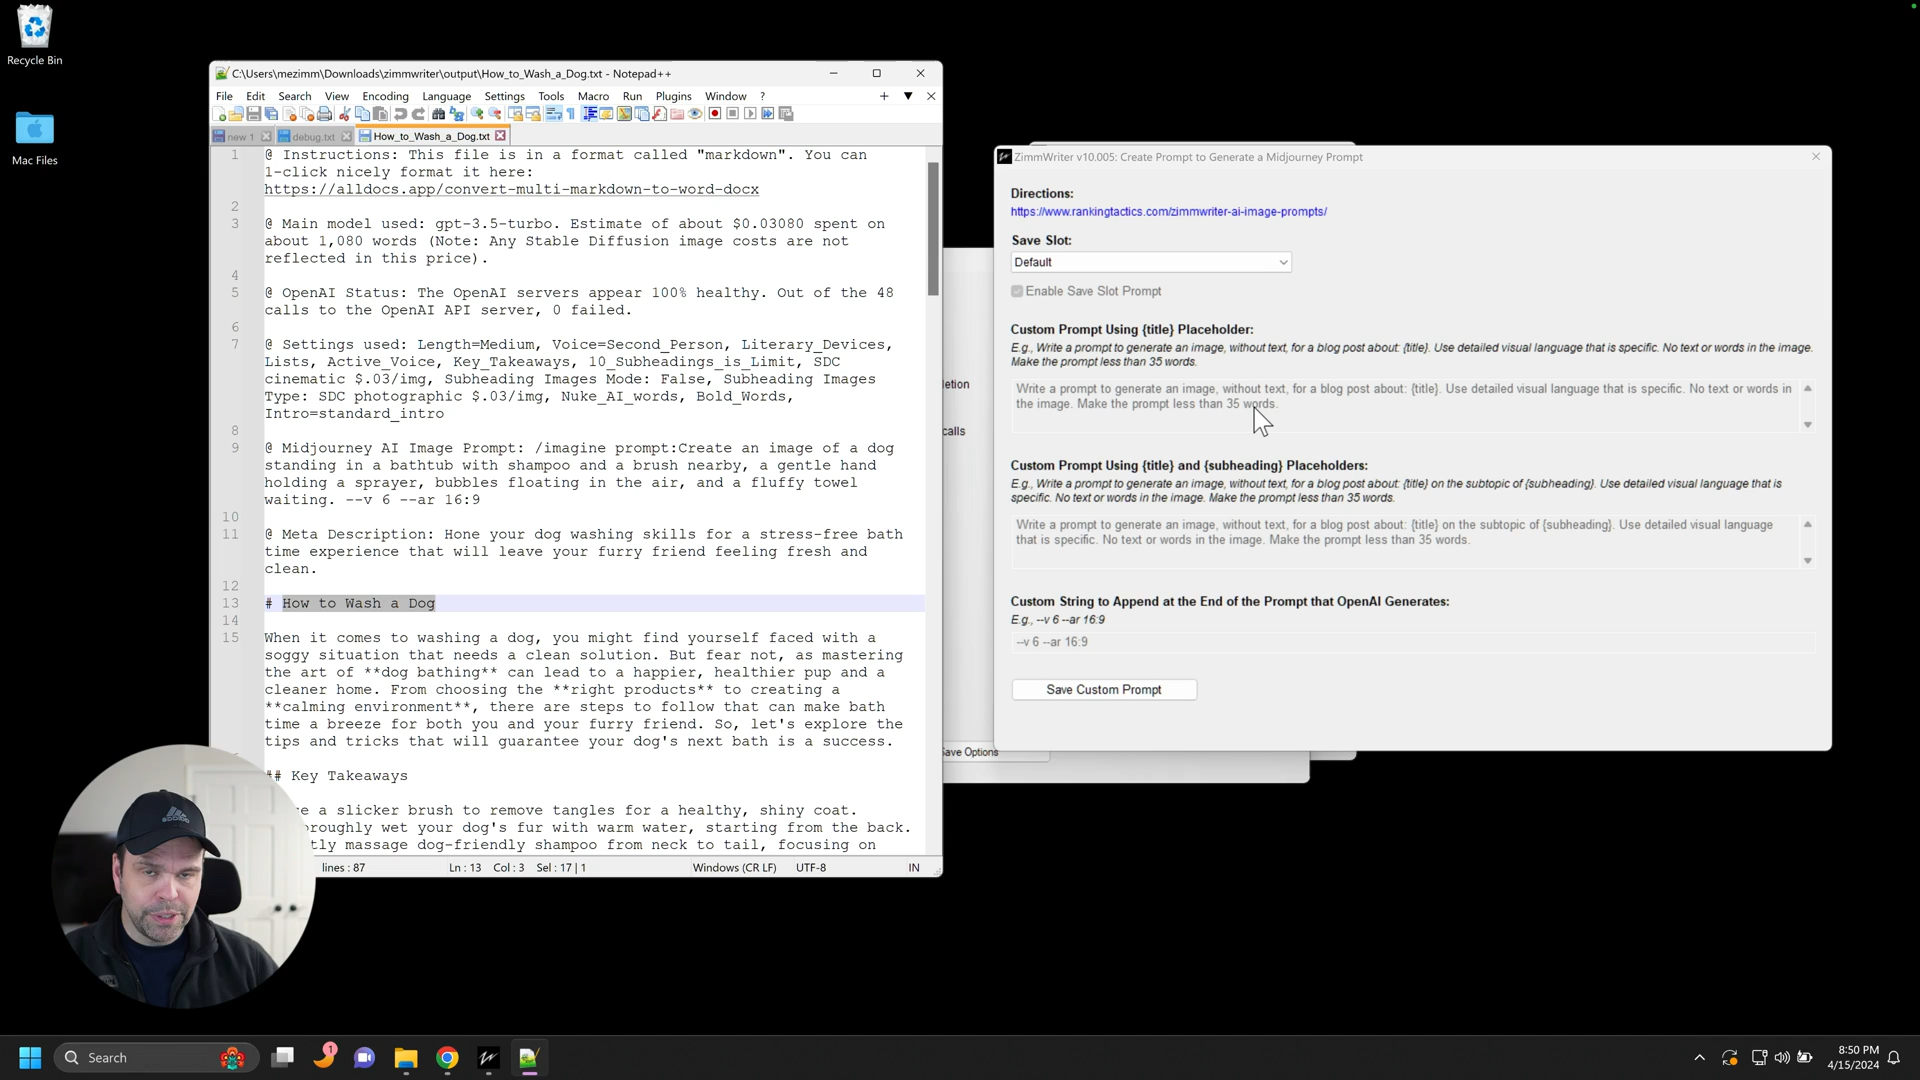 Recycle Bin
Mac Files
C:\Users\mezimm\Downloads\zimmwriter\output\How_to_Wash_a_Dog.txt - Notepad++
File Edit Search View Encoding Language Settings Tools Macro Run Plugins Window ?
new 1 debug.txt How_to_Wash_a_Dog.txt
1 @ Instructions: This file is in a format called "markdown". You can
1-click nicely format it here:
https://alldocs.app/convert-multi-markdown-to-word-docx
2
3 @ Main model used: gpt-3.5-turbo. Estimate of about $0.03080 spent on
about 1,080 words (Note: Any Stable Diffusion image costs are not
reflected in this price).
4
5 @ OpenAI Status: The OpenAI servers appear 100% healthy. Out of the 48
calls to the OpenAI API server, 0 failed.
6
7 @ Settings used: Length=Medium, Voice=Second_Person, Literary_Devices,
Lists, Active_Voice, Key_Takeaways, 10_Subheadings_is_Limit, SDC
cinematic $.03/img, Subheading Images Mode: False, Subheading Images
Type: SDC photographic $.03/img, Nuke_AI_words, Bold_Words,
Intro=standard_intro
8
9 @ Midjourney AI Image Prompt: /imagine prompt:Create an image of a dog
standing in a bathtub with shampoo and a brush nearby, a gentle hand
holding a sprayer, bubbles floating in the air, and a fluffy towel
waiting. --v 6 --ar 16:9
10
11 @ Meta Description: Hone your dog washing skills for a stress-free bath
time experience that will leave your furry friend feeling fresh and
clean.
12
13 # How to Wash a Dog
14
15 When it comes to washing a dog, you might find yourself faced with a
soggy situation that needs a clean solution. But fear not, as mastering
the art of **dog bathing** can lead to a happier, healthier pup and a
cleaner home. From choosing the **right products** to creating a
**calming environment**, there are steps to follow that can make bath
time a breeze for both you and your furry friend. So, let's explore the
tips and tricks that will guarantee your dog's next bath is a success.
## Key Takeaways
a slicker brush to remove tangles for a healthy, shiny coat.
wet your dog's fur with warm water, starting from the back.
massage dog-friendly shampoo from neck to tail, focusing on
lines : 87 Ln : 13 Col : 3 Sel : 17 | 1 Windows (CR LF) UTF-8 IN
ZimmWriter v10.005: Create Prompt to Generate a Midjourney Prompt
Directions:
https://www.rankingtactics.com/zimmwriter-ai-image-prompts/
Save Slot:
Default
Enable Save Slot Prompt
Custom Prompt Using {title} Placeholder:
E.g., Write a prompt to generate an image, without text, for a blog post about: {title}. Use detailed visual language that is specific. No text or words in the image.
Make the prompt less than 35 words.
Write a prompt to generate an image, without text, for a blog post about: {title}. Use detailed visual language that is specific. No text or words in
the image. Make the prompt less than 35 words.
Custom Prompt Using {title} and {subheading} Placeholders:
E.g., Write a prompt to generate an image, without text, for a blog post about: {title} on the subtopic of {subheading}. Use detailed visual language that is
specific. No text or words in the image. Make the prompt less than 35 words.
Write a prompt to generate an image, without text, for a blog post about: {title} on the subtopic of {subheading}. Use detailed visual language
that is specific. No text or words in the image. Make the prompt less than 35 words.
Custom String to Append at the End of the Prompt that OpenAI Generates:
E.g., --v 6 --ar 16:9
--v 6 --ar 16:9
Save Custom Prompt
Save Options
Search
1
8:50 PM
4/15/2024